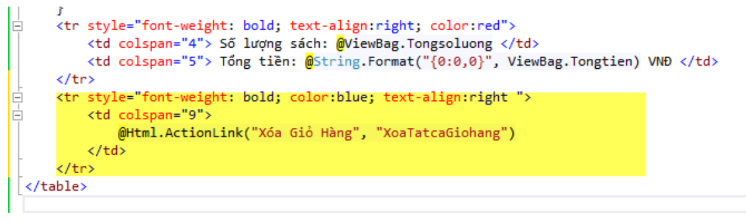 }
<tr style="font-weight: bold; text-align:right; color:red">
<td colspan="4"> Số lượng sách: @ViewBag.Tongsoluong </td>
<td colspan="5"> Tổng tiền: @String.Format("{0:0,0}", ViewBag.Tongtien) VNĐ </td>
</tr>
<tr style="font-weight: bold; color:blue; text-align:right ">
<td colspan="9">
@Html.ActionLink("Xóa Giỏ Hàng", "XoaTatcaGiohang")
</td>
</tr>
</table>